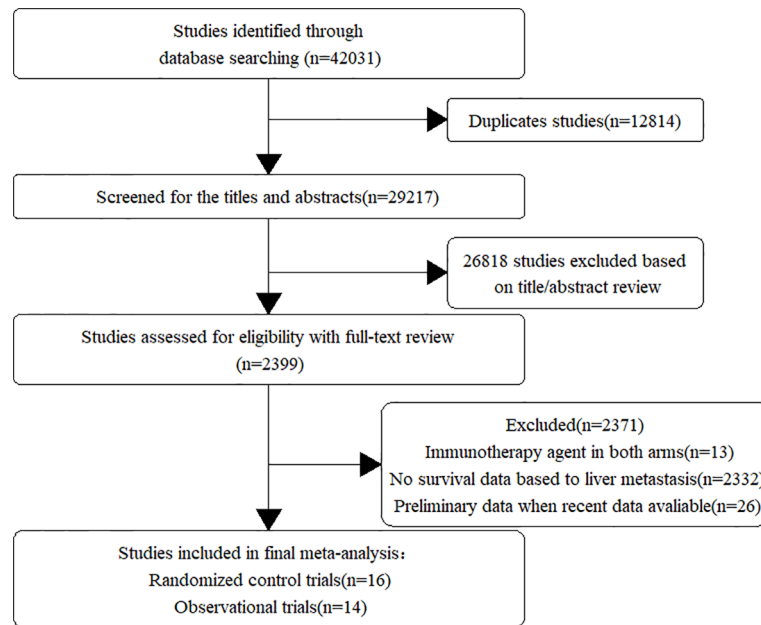 Studies identified through
database searching (n=42031)
Duplicates studies(n=12814)
Screened for the titles and abstracts(n=29217)
26818 studies excluded based
on title/abstract review
Studies assessed for eligibility with full-text review
(n=2399)
Excluded(n=2371)
Immunotherapy agent in both arms(n=13)
No survival data based to liver metastasis(n=2332)
Preliminary data when recent data avaliable(n=26)
Studies included in final meta-analysis:
Randomized control trials(n=16)
Observational trials(n=14)